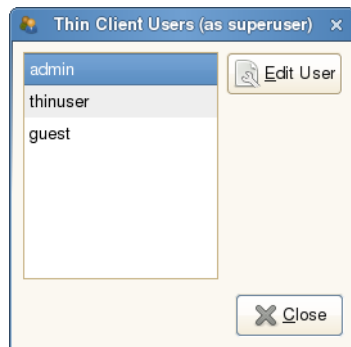 Thin Client Users (as superuser)
admin
Edit User
thinuser
guest
Close